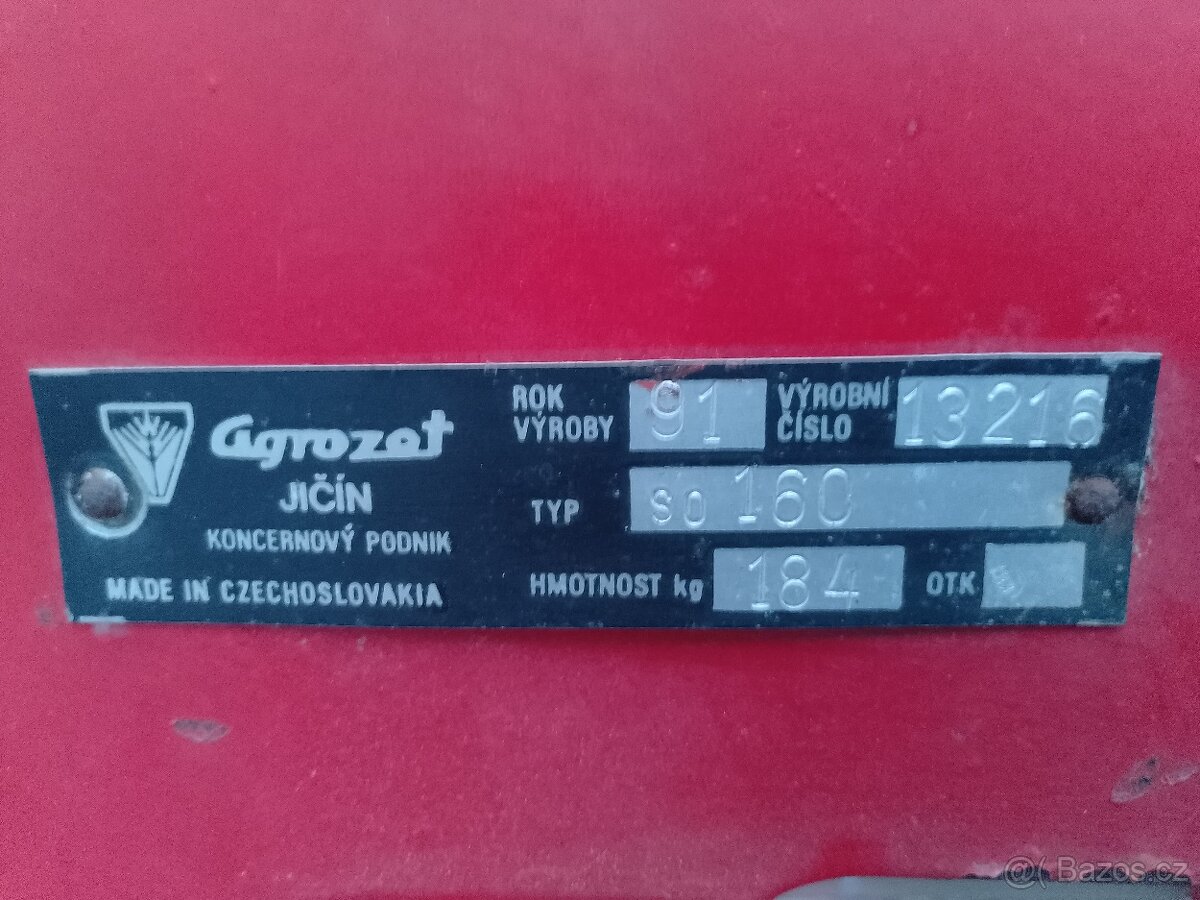 Agrozet
JIČÍN
KONCERNOVÝ PODNIK
MADE IN CZECHOSLOVAKIA
ROK VÝROBY 91
VÝROBNÍ ČÍSLO 13216
TYP SO 160
HMOTNOST kg 184
OTK
@( Bazos.cz